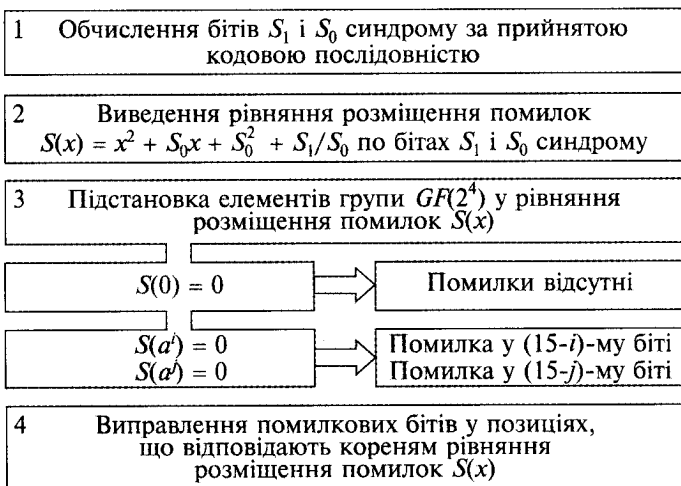 1 Обчислення бітів S₁ і S₀ синдрому за прийнятою
кодовою послідовністю
2 Виведення рівняння розміщення помилок
S(x) = x² + S₀x + S₀² + S₁/S₀ по бітах S₁ і S₀ синдрому
3 Підстановка елементів групи GF(2⁴) у рівняння
розміщення помилок S(x)
S(0) = 0
Помилки відсутні
S(aⁱ) = 0
S(aʲ) = 0
Помилка у (15-i)-му біті
Помилка у (15-j)-му біті
4 Виправлення помилкових бітів у позиціях,
що відповідають кореням рівняння
розміщення помилок S(x)